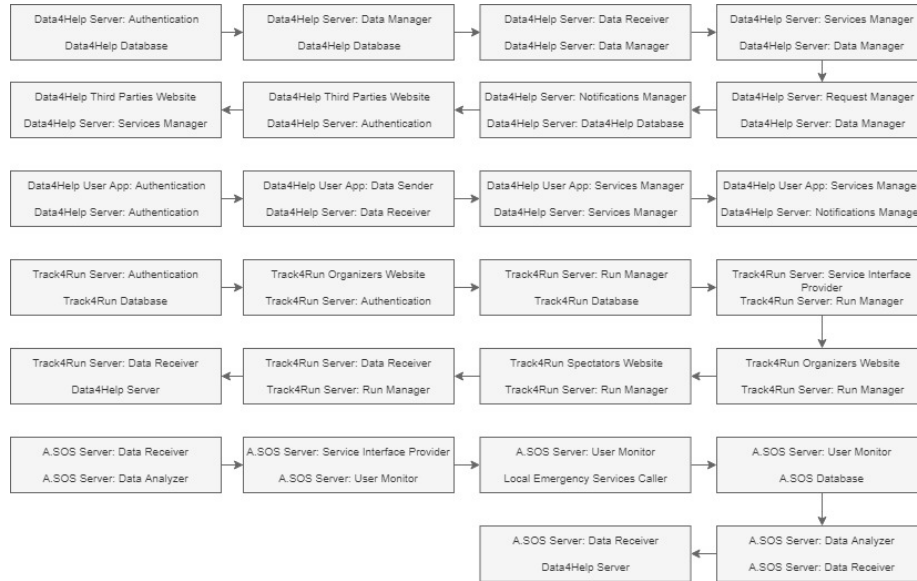 Data4Help Server: Authentication
Data4Help Database
Data4Help Server: Data Manager
Data4Help Database
Data4Help Server: Data Receiver
Data4Help Server: Data Manager
Data4Help Server: Services Manager
Data4Help Server: Data Manager
Data4Help Third Parties Website
Data4Help Server: Services Manager
Data4Help Third Parties Website
Data4Help Server: Authentication
Data4Help Server: Notifications Manager
Data4Help Server: Data4Help Database
Data4Help Server: Request Manager
Data4Help Server: Data Manager
Data4Help User App: Authentication
Data4Help Server: Authentication
Data4Help User App: Data Sender
Data4Help Server: Data Receiver
Data4Help User App: Services Manager
Data4Help Server: Services Manager
Data4Help User App: Services Manage
Data4Help Server: Notifications Manage
Track4Run Server: Authentication
Track4Run Database
Track4Run Organizers Website
Track4Run Server: Authentication
Track4Run Server: Run Manager
Track4Run Database
Track4Run Server: Service Interface
Provider
Track4Run Server: Run Manager
Track4Run Server: Data Receiver
Data4Help Server
Track4Run Server: Data Receiver
Track4Run Server: Run Manager
Track4Run Spectators Website
Track4Run Server: Run Manager
Track4Run Organizers Website
Track4Run Server: Run Manager
A.SOS Server: Data Receiver
A.SOS Server: Data Analyzer
A.SOS Server: Service Interface Provider
A.SOS Server: User Monitor
A.SOS Server: User Monitor
Local Emergency Services Caller
A.SOS Server: User Monitor
A.SOS Database
A.SOS Server: Data Receiver
Data4Help Server
A.SOS Server: Data Analyzer
A.SOS Server: Data Receiver